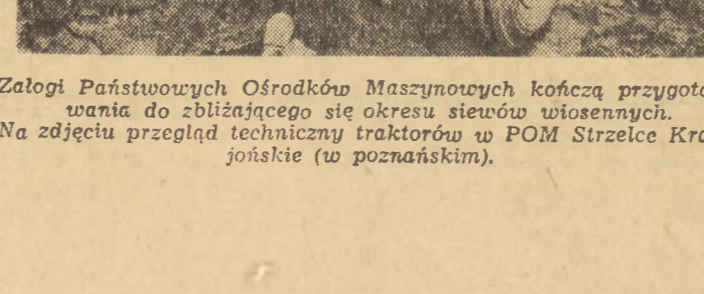 Załogi Państwowych Ośrodków Maszynowych kończą przygoto
wania do zbliżającego się okresu siewów wiosennych.
Na zdjęciu przegląd techniczny traktorów w POM Strzelce Kra
jońskie (w poznańskim).